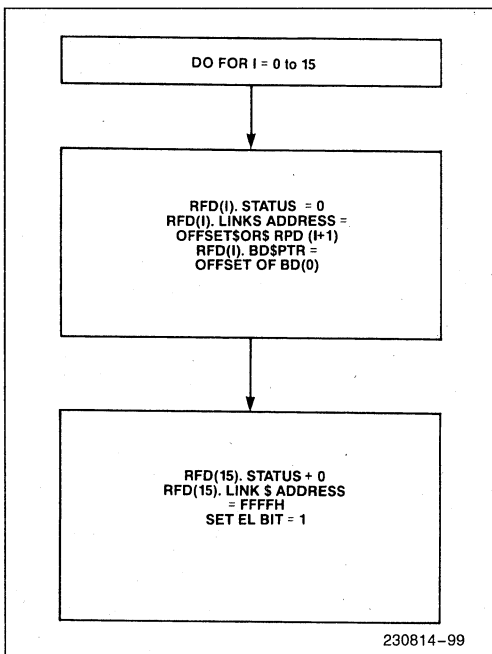 DO FOR I = 0 to 15
RFD(I). STATUS = 0
RFD(I). LINKS ADDRESS =
OFFSET$OR$ RPD (I+1)
RFD(I). BD$PTR =
OFFSET OF BD(0)
RFD(15). STATUS + 0
RFD(15). LINK $ ADDRESS
= FFFFH
SET EL BIT = 1
230814-99